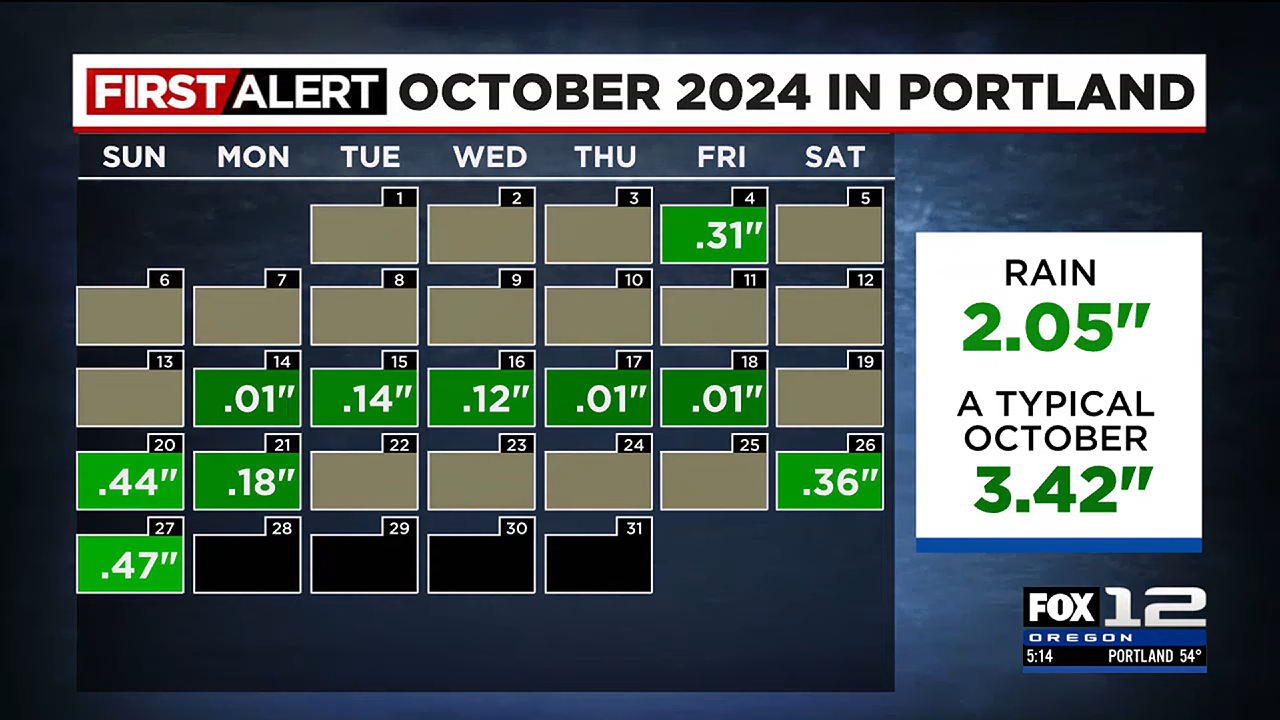 FIRST ALERT OCTOBER 2024 IN PORTLAND
SUN MON TUE WED THU FRI SAT
1 2 3 4 5
.31"
6 7 8 9 10 11 12
13 14 15 16 17 18 19
.01" .14" .12" .01" .01"
20 21 22 23 24 25 26
.44" .18" .36"
27 28 29 30 31
.47"
RAIN
2.05"
A TYPICAL
OCTOBER
3.42"
FOX 12
OREGON
5:14 PORTLAND 54°